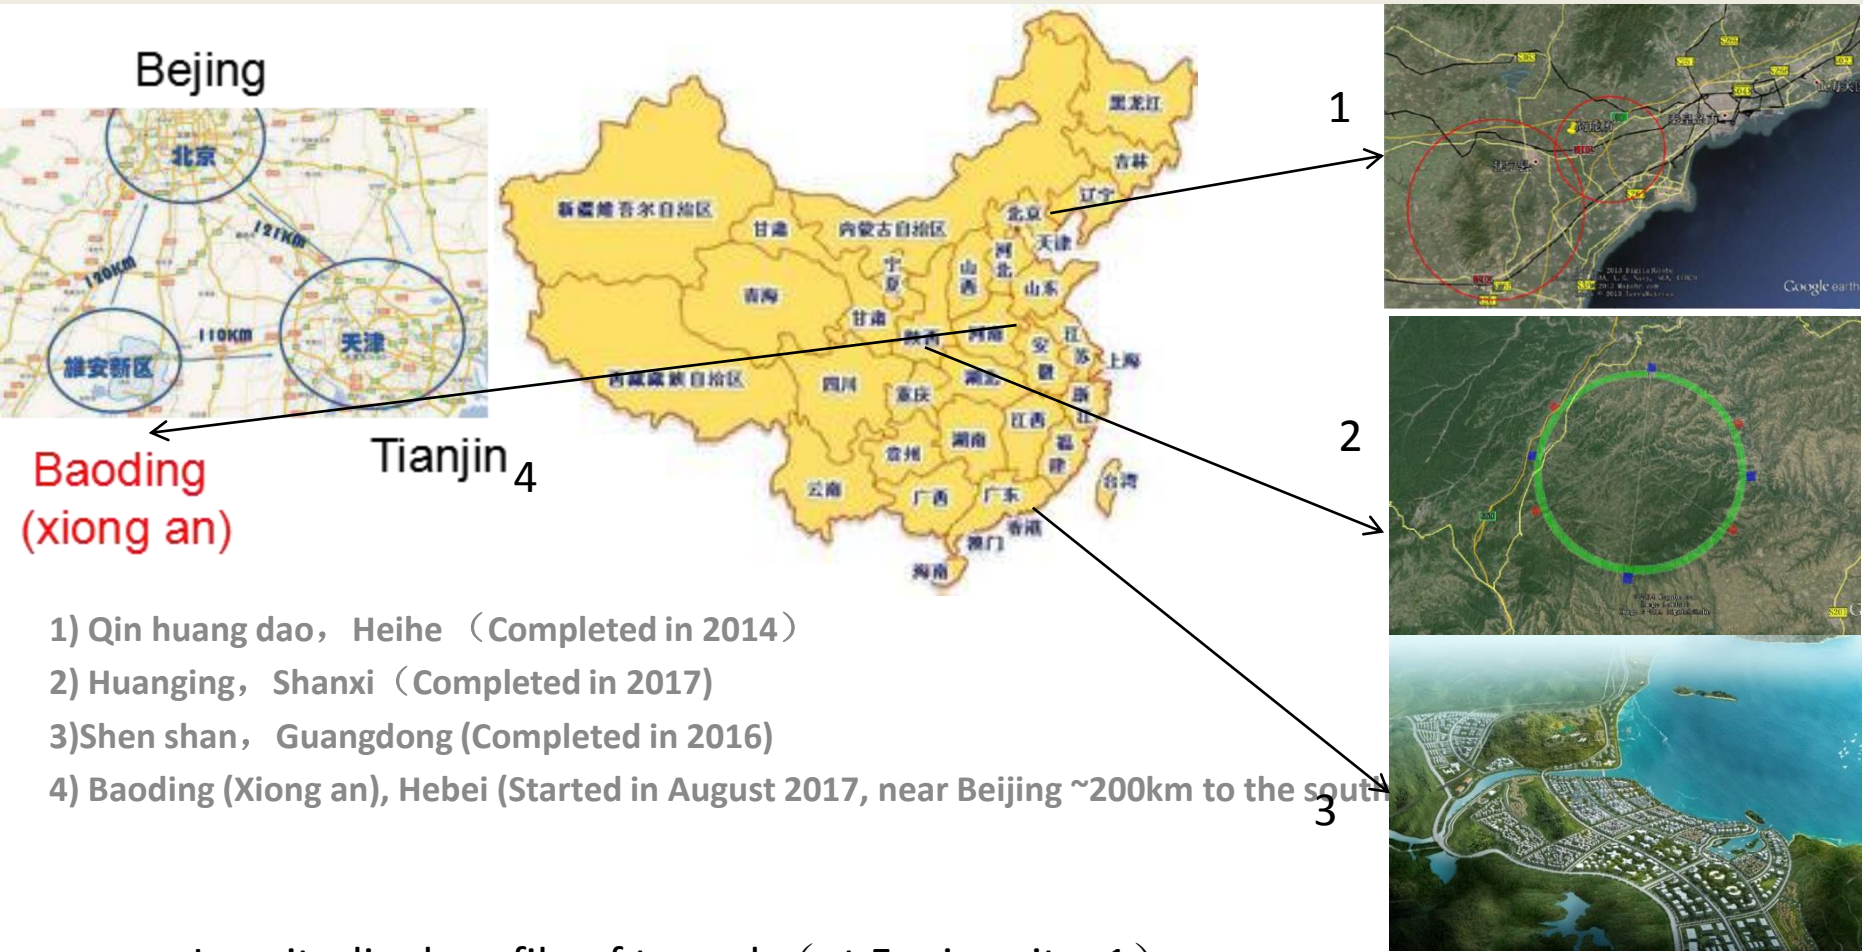 Bejing
北京
121KM
120KM
110KM
雄安新区
天津
Baoding
(xiong an)
Tianjin
4
黑龙江
吉林
辽宁
新疆维吾尔自治区
甘肃
内蒙古自治区
北京
天津
河北
宁夏
山西
山东
青海
甘肃
陕西
河南
江苏
安徽
上海
西藏藏族自治区
四川
重庆
湖北
浙江
江西
湖南
贵州
福建
云南
广西
广东
台湾
香港
澳门
海南
1
Google earth
2
3
1) Qin huang dao，Heihe （Completed in 2014）
2) Huanging，Shanxi（Completed in 2017)
3)Shen shan，Guangdong (Completed in 2016)
4) Baoding (Xiong an), Hebei (Started in August 2017, near Beijing ~200km to the south